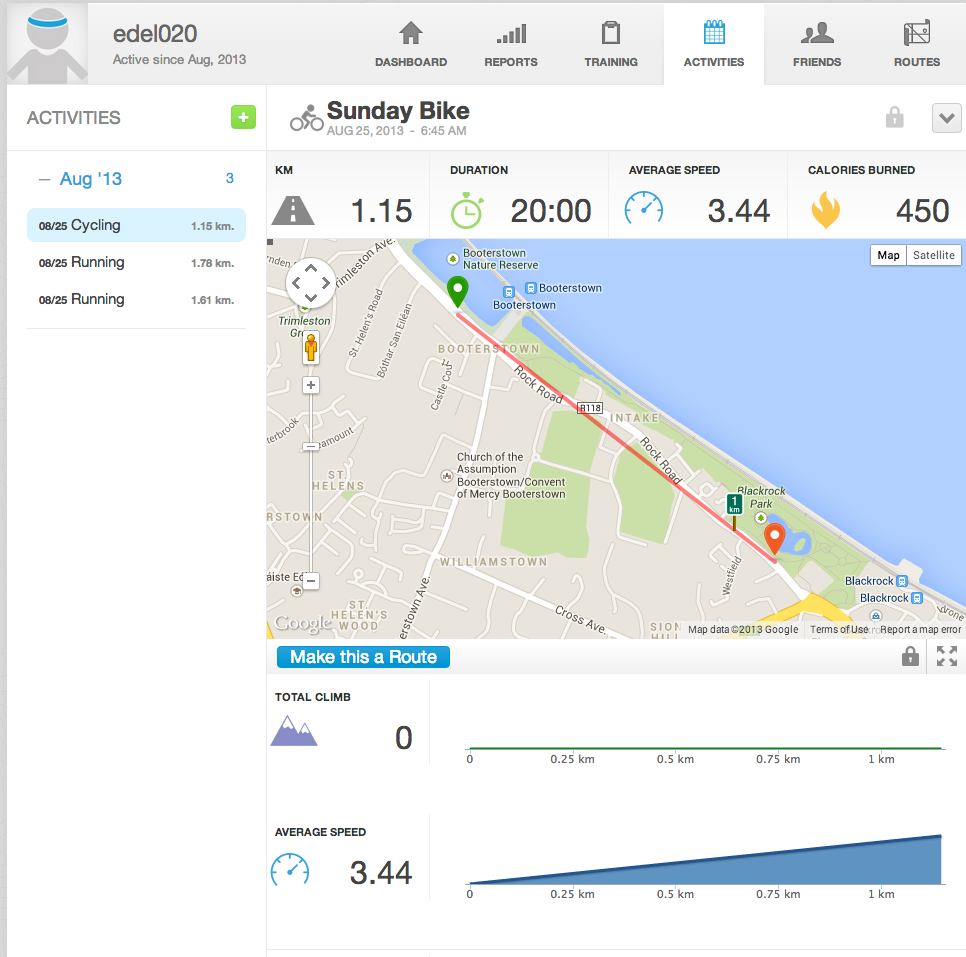 edel020
Active since Aug, 2013
DASHBOARD
REPORTS
TRAINING
ACTIVITIES
FRIENDS
ROUTES
ACTIVITIES
+
— Aug '13 3
08/25 Cycling 1.15 km.
08/25 Running 1.78 km.
08/25 Running 1.61 km.
Sunday Bike
AUG 25, 2013 - 6:45 AM
KM
1.15
DURATION
20:00
AVERAGE SPEED
3.44
CALORIES BURNED
450
Map
Satellite
Trimleston Ave.
Booterstown
Nature Reserve
Booterstown
Booterstown
Trimleston
St. Helen's Road
Bóthar San Eiléan
BOOTERSTOWN
Castle Cou
Rock Road
R118
INTAKE
Rock Road
terbrook
eamount
Church of the
Assumption
Booterstown/Convent
of Mercy Booterstown
ST.
HELENS
RSTOWN
Blackrock
Park
1
km
WILLIAMSTOWN
Westfield
Blackrock
Blackrock
áiste Eo
ST.
HELEN'S
WOOD
erstown Ave.
Cross Ave.
SION
HILL
Google
Map data ©2013 Google
Terms of Use
Report a map error
Make this a Route
TOTAL CLIMB
0
0 0.25 km 0.5 km 0.75 km 1 km
AVERAGE SPEED
3.44
0 0.25 km 0.5 km 0.75 km 1 km